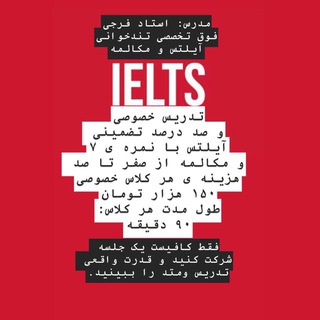 مدرس: استاد فرجی
فوق تخصصی تندخوانی
آیلتس و مکالمه
IELTS
تدریس خصوصی
و صد درصد تضمینی
آیلتس با نمره ی ۷
و مکالمه از صفر تا صد
هزینه ی هر کلاس خصوصی
۱۵۰ هزار تومان
طول مدت هر کلاس:
۹۰ دقیقه
فقط کافیست یک جلسه
شرکت کنید و قدرت واقعی
تدریس ومتد را ببینید.